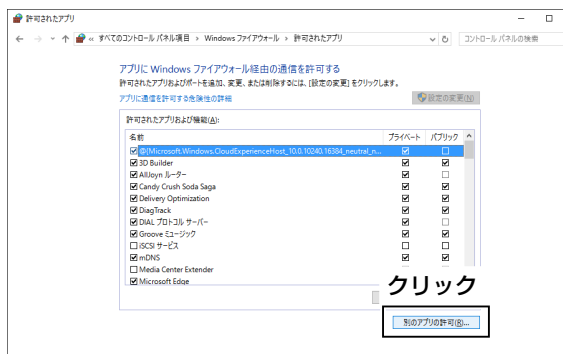 許可されたアプリ
« すべてのコントロール パネル項目 › Windows ファイアウォール › 許可されたアプリ
コントロール パネルの検索
アプリに Windows ファイアウォール経由の通信を許可する
許可されたアプリおよびポートを追加、変更、または削除するには、[設定の変更] をクリックします。
アプリに通信を許可する危険性の詳細
設定の変更(N)
許可されたアプリおよび機能(A):
名前 プライベート パブリック
@{Microsoft.Windows.CloudExperienceHost_10.0.10240.16384_neutral_n...
3D Builder
AllJoyn ルーター
Candy Crush Soda Saga
Delivery Optimization
DiagTrack
DIAL プロトコル サーバー
Groove ミュージック
iSCSI サービス
mDNS
Media Center Extender
Microsoft Edge
クリック
別のアプリの許可(R)...